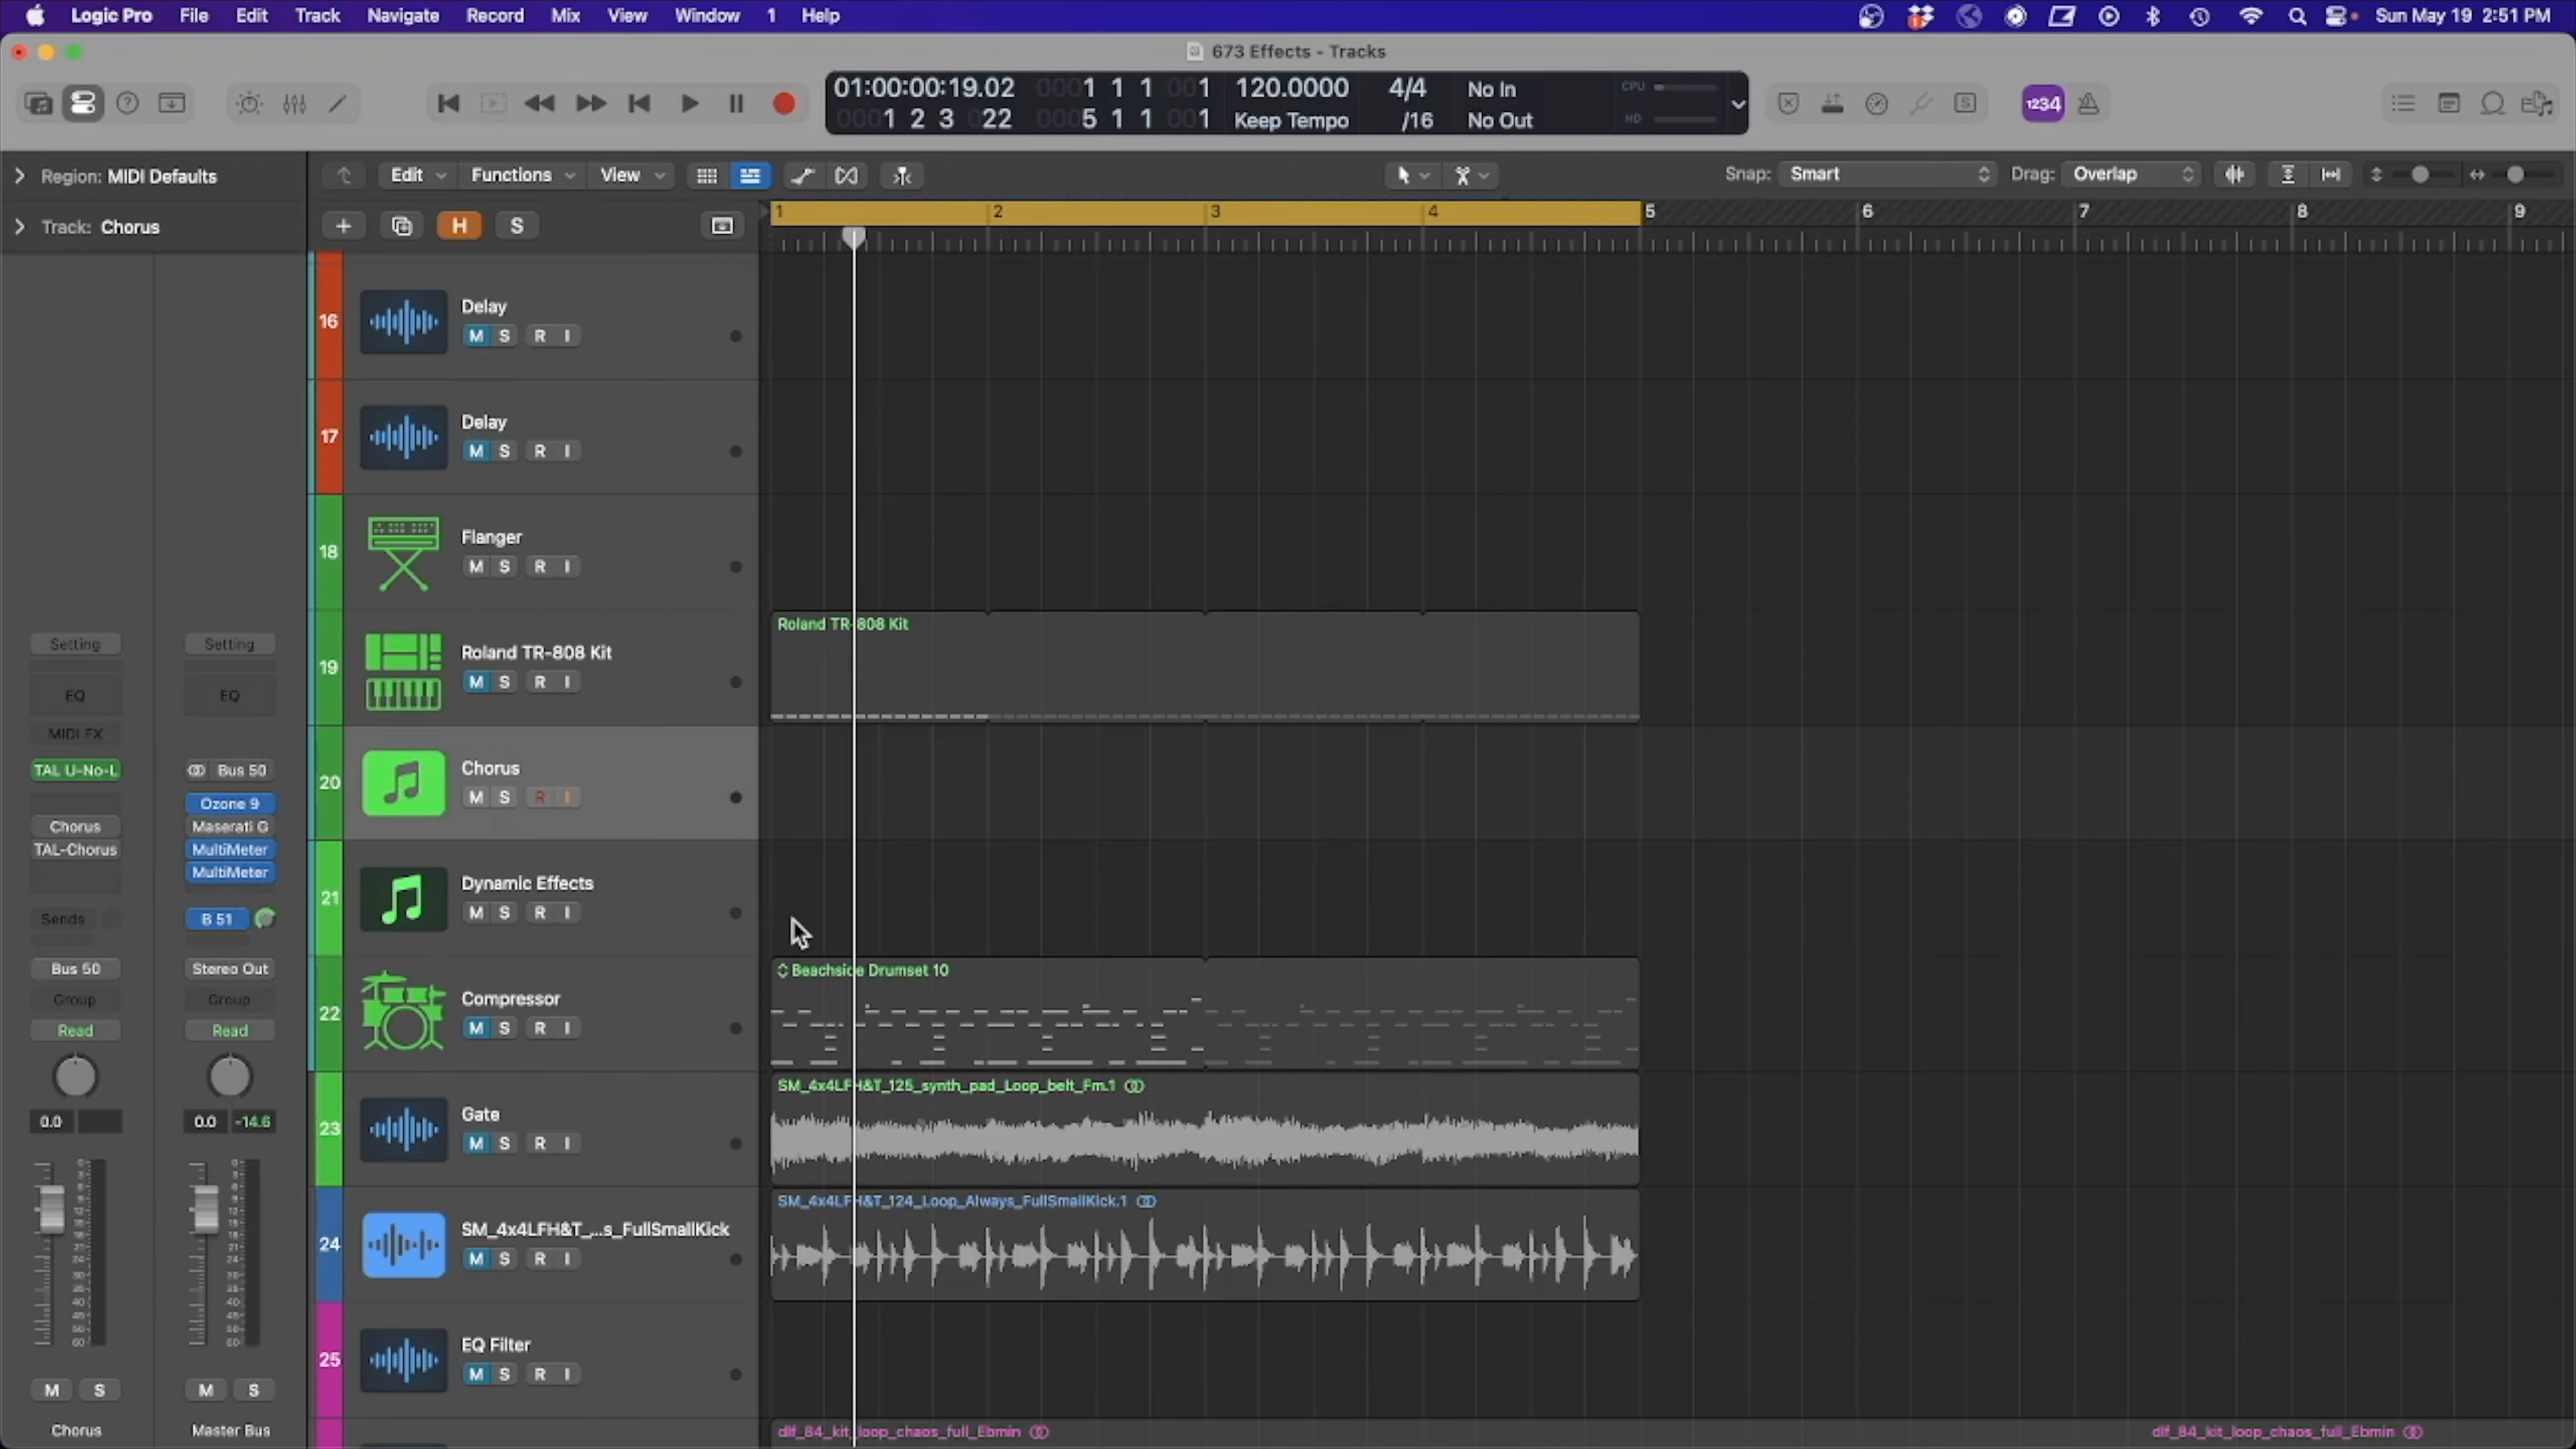 Logic Pro File Edit Track Navigate Record Mix View Window 1 Help Sun May 19 2:51 PM
673 Effects - Tracks
01:00:00:19.02 0001 1 1 001 120.0000 4/4 No In CPU
0001 2 3 022 0005 1 1 001 Keep Tempo /16 No Out HD
1234
Region: MIDI Defaults Edit Functions View Snap: Smart Drag: Overlap
Track: Chorus H S
1 2 3 4 5 6 7 8 9
16 Delay
M S R I
17 Delay
M S R I
18 Flanger
M S R I
19 Roland TR-808 Kit
M S R I
Roland TR-808 Kit
20 Chorus
M S R I
21 Dynamic Effects
M S R I
22 Compressor
M S R I
Beachside Drumset 10
23 Gate
M S R I
SM_4x4LFH&T_125_synth_pad_Loop_belt_Fm.1
24 SM_4x4LFH&T_...s_FullSmallKick
M S R I
SM_4x4LFH&T_124_Loop_Always_FullSmallKick.1
25 EQ Filter
M S R I
dlf_84_kit_loop_chaos_full_Ebmin
dlf_84_kit_loop_chaos_full_Ebmin
Setting
EQ
MIDI FX
TAL U-No-L
Chorus
TAL-Chorus
Sends
Bus 50
Group
Read
0.0
M S
Chorus
Setting
EQ
Bus 50
Ozone 9
Maserati G
MultiMeter
MultiMeter
B 51
Stereo Out
Group
Read
0.0 -14.6
M S
Master Bus